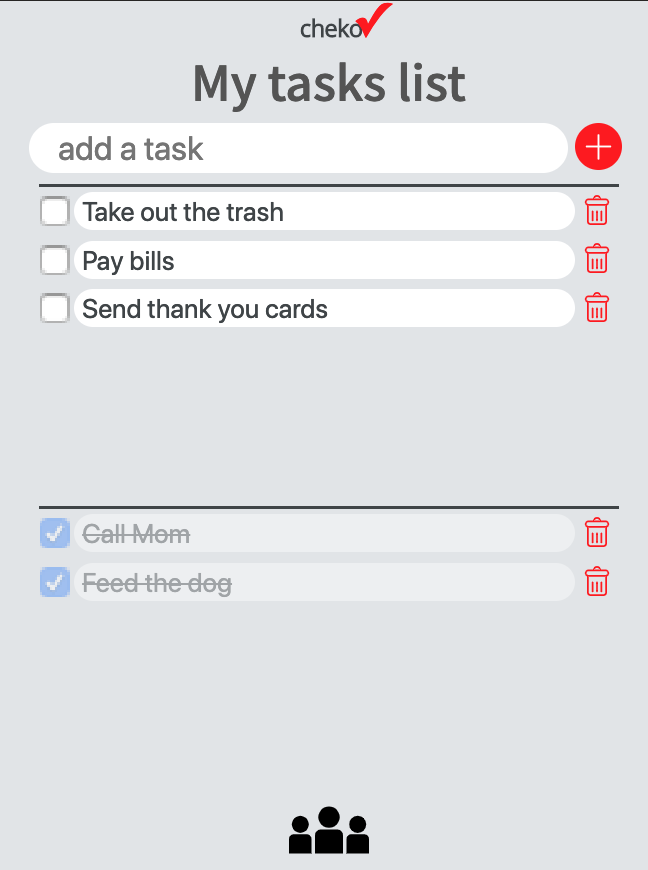 cheko
My tasks list
add a task
Take out the trash
Pay bills
Send thank you cards
Call Mom
Feed the dog